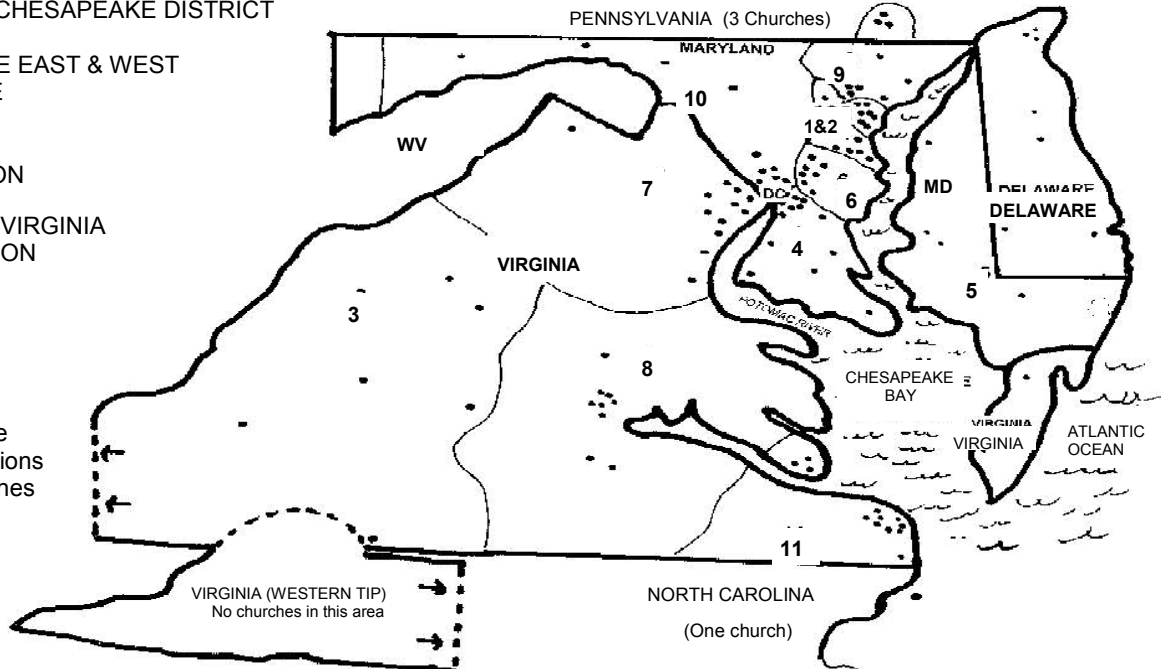 CHESAPEAKE DISTRICT
E EAST & WEST
E
ON
VIRGINIA
ON
e
ions
nes
PENNSYLVANIA (3 Churches)
MARYLAND
9
10
1&2
WV
7
DC
6
MD
DELAWARE
DELAWARE
4
VIRGINIA
3
5
POTOWAC RIVER
8
CHESAPEAKE E
BAY
VIRGINIA
VIRGINIA
ATLANTIC
OCEAN
11
VIRGINIA (WESTERN TIP)
No churches in this area
NORTH CAROLINA
(One church)